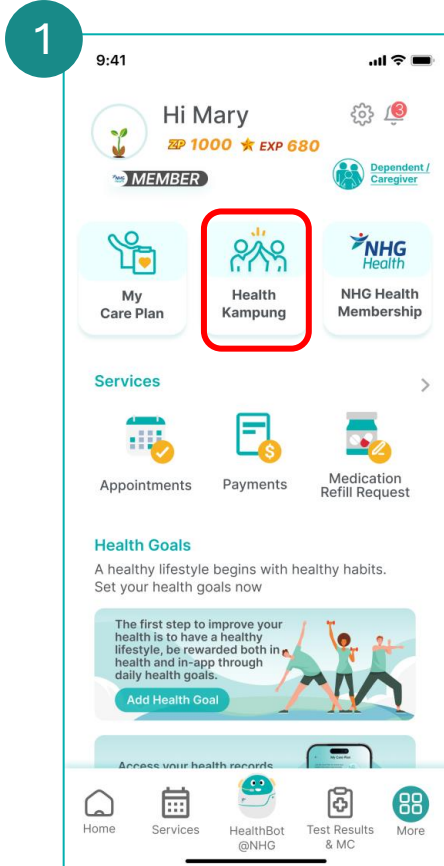 1
9:41
Hi Mary
3
ZP 1000 EXP 680
NHG MEMBER
Dependent /
Caregiver
My
Care Plan
Health
Kampung
NHG
Health
NHG Health
Membership
Services
Appointments
Payments
Medication
Refill Request
Health Goals
A healthy lifestyle begins with healthy habits.
Set your health goals now
The first step to improve your
health is to have a healthy
lifestyle, be rewarded both in
health and in-app through
daily health goals.
Add Health Goal
Access your health records
Home
Services
HealthBot
@NHG
Test Results
& MC
More